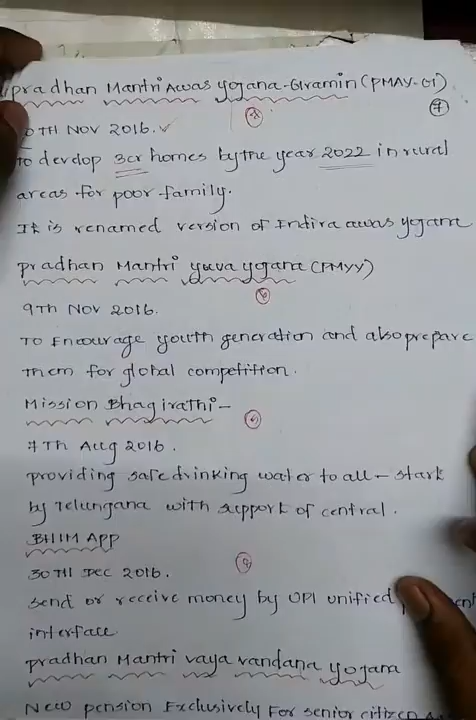 pradhan Mantri Awas yojana-Gramin (PMAY-G)
7
0TH NOV 2016.
to develop 3cr homes by the year 2022 in rural
areas for poor family.
It is renamed version of Indira awas yojana
pradhan Mantri yuva yojana (PMYY)
9Th NOV 2016.
To Encourage youth generation and also prepare
them for global competition.
Mission Bhagirathi-
7Th Aug 2016.
providing safe drinking water to all - start
by Telungana with support of central.
BHIM APP
30TH DEC 2016.
send or receive money by UPI unified
interface
pradhan Mantri vaya vandana yojana
New pension Exclusively For senior citizen